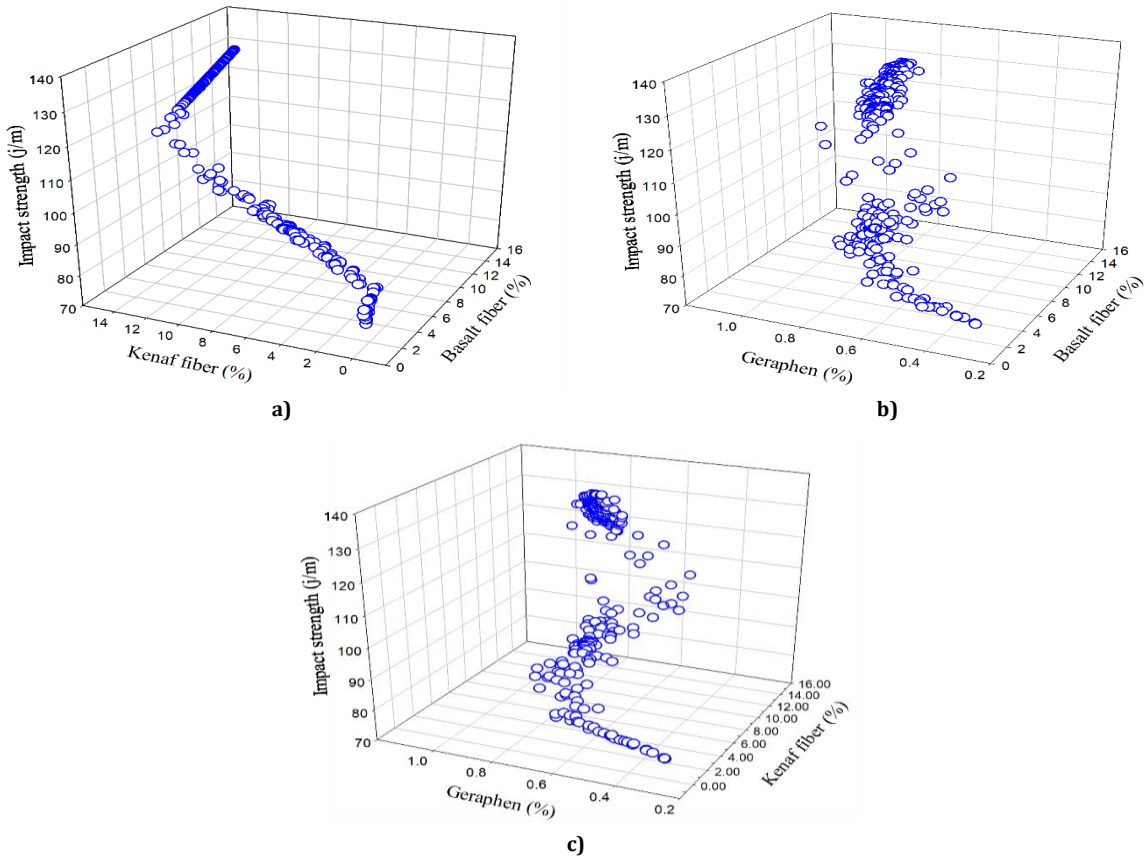 140
130
120
110
100
90
80
70
Impact strength (j/m)
14 12 10 8 6 4 2 0
Kenaf fiber (%)
0 2 4 6 8 10 12 14 16
Basalt fiber (%)
a)
140
130
120
110
100
90
80
70
Impact strength (j/m)
1.0 0.8 0.6 0.4 0.2
Geraphen (%)
0 2 4 6 8 10 12 14 16
Basalt fiber (%)
b)
140
130
120
110
100
90
80
70
Impact strength (j/m)
1.0 0.8 0.6 0.4 0.2
Geraphen (%)
0.00 2.00 4.00 6.00 8.00 10.00 12.00 14.00 16.00
Kenaf fiber (%)
c)